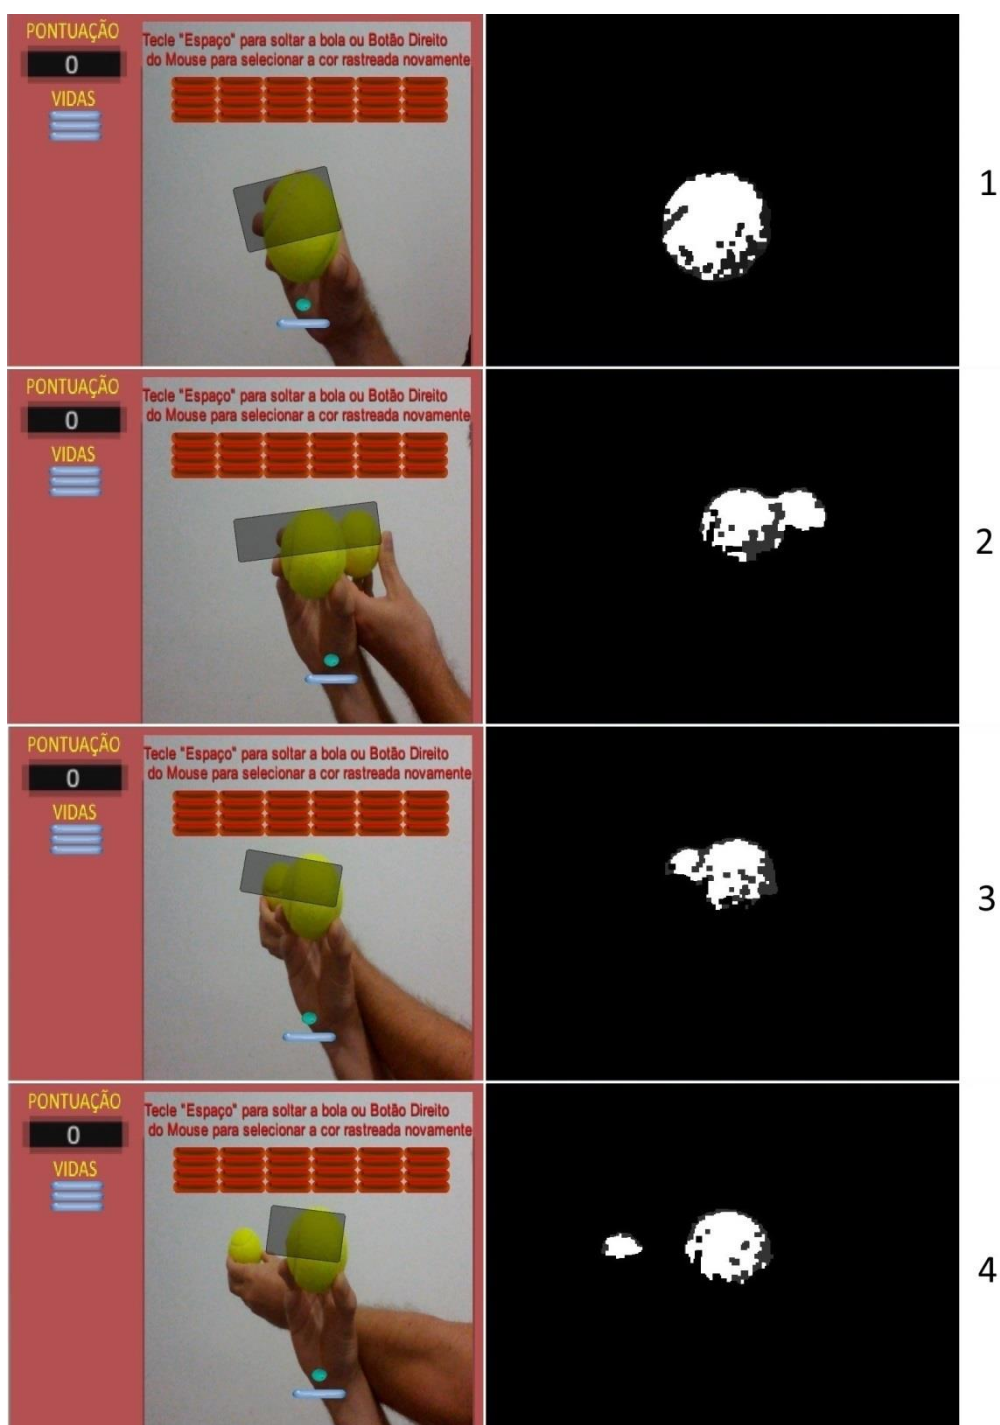 PONTUAÇÃO
0
VIDAS
Tecle "Espaço" para soltar a bola ou Botão Direito
do Mouse para selecionar a cor rastreada novamente
1
PONTUAÇÃO
0
VIDAS
Tecle "Espaço" para soltar a bola ou Botão Direito
do Mouse para selecionar a cor rastreada novamente
2
PONTUAÇÃO
0
VIDAS
Tecle "Espaço" para soltar a bola ou Botão Direito
do Mouse para selecionar a cor rastreada novamente
3
PONTUAÇÃO
0
VIDAS
Tecle "Espaço" para soltar a bola ou Botão Direito
do Mouse para selecionar a cor rastreada novamente
4